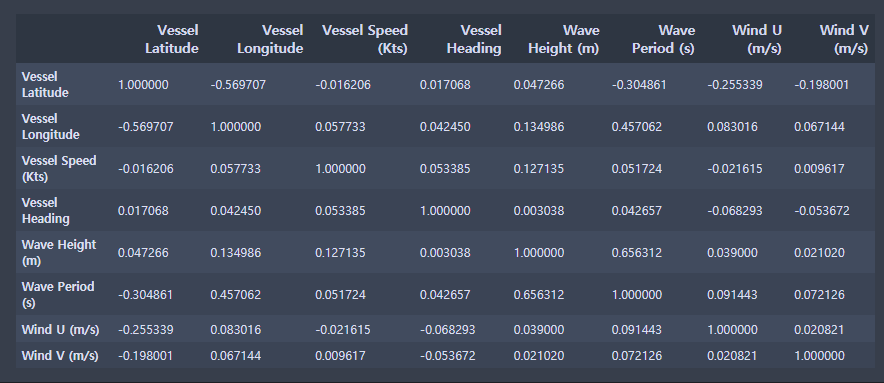 Vessel Latitude Vessel Longitude Vessel Speed (Kts) Vessel Heading Wave Height (m) Wave Period (s) Wind U (m/s) Wind V (m/s)
Vessel Latitude 1.000000 -0.569707 -0.016206 0.017068 0.047266 -0.304861 -0.255339 -0.198001
Vessel Longitude -0.569707 1.000000 0.057733 0.042450 0.134986 0.457062 0.083016 0.067144
Vessel Speed (Kts) -0.016206 0.057733 1.000000 0.053385 0.127135 0.051724 -0.021615 0.009617
Vessel Heading 0.017068 0.042450 0.053385 1.000000 0.003038 0.042657 -0.068293 -0.053672
Wave Height (m) 0.047266 0.134986 0.127135 0.003038 1.000000 0.656312 0.039000 0.021020
Wave Period (s) -0.304861 0.457062 0.051724 0.042657 0.656312 1.000000 0.091443 0.072126
Wind U (m/s) -0.255339 0.083016 -0.021615 -0.068293 0.039000 0.091443 1.000000 0.020821
Wind V (m/s) -0.198001 0.067144 0.009617 -0.053672 0.021020 0.072126 0.020821 1.000000